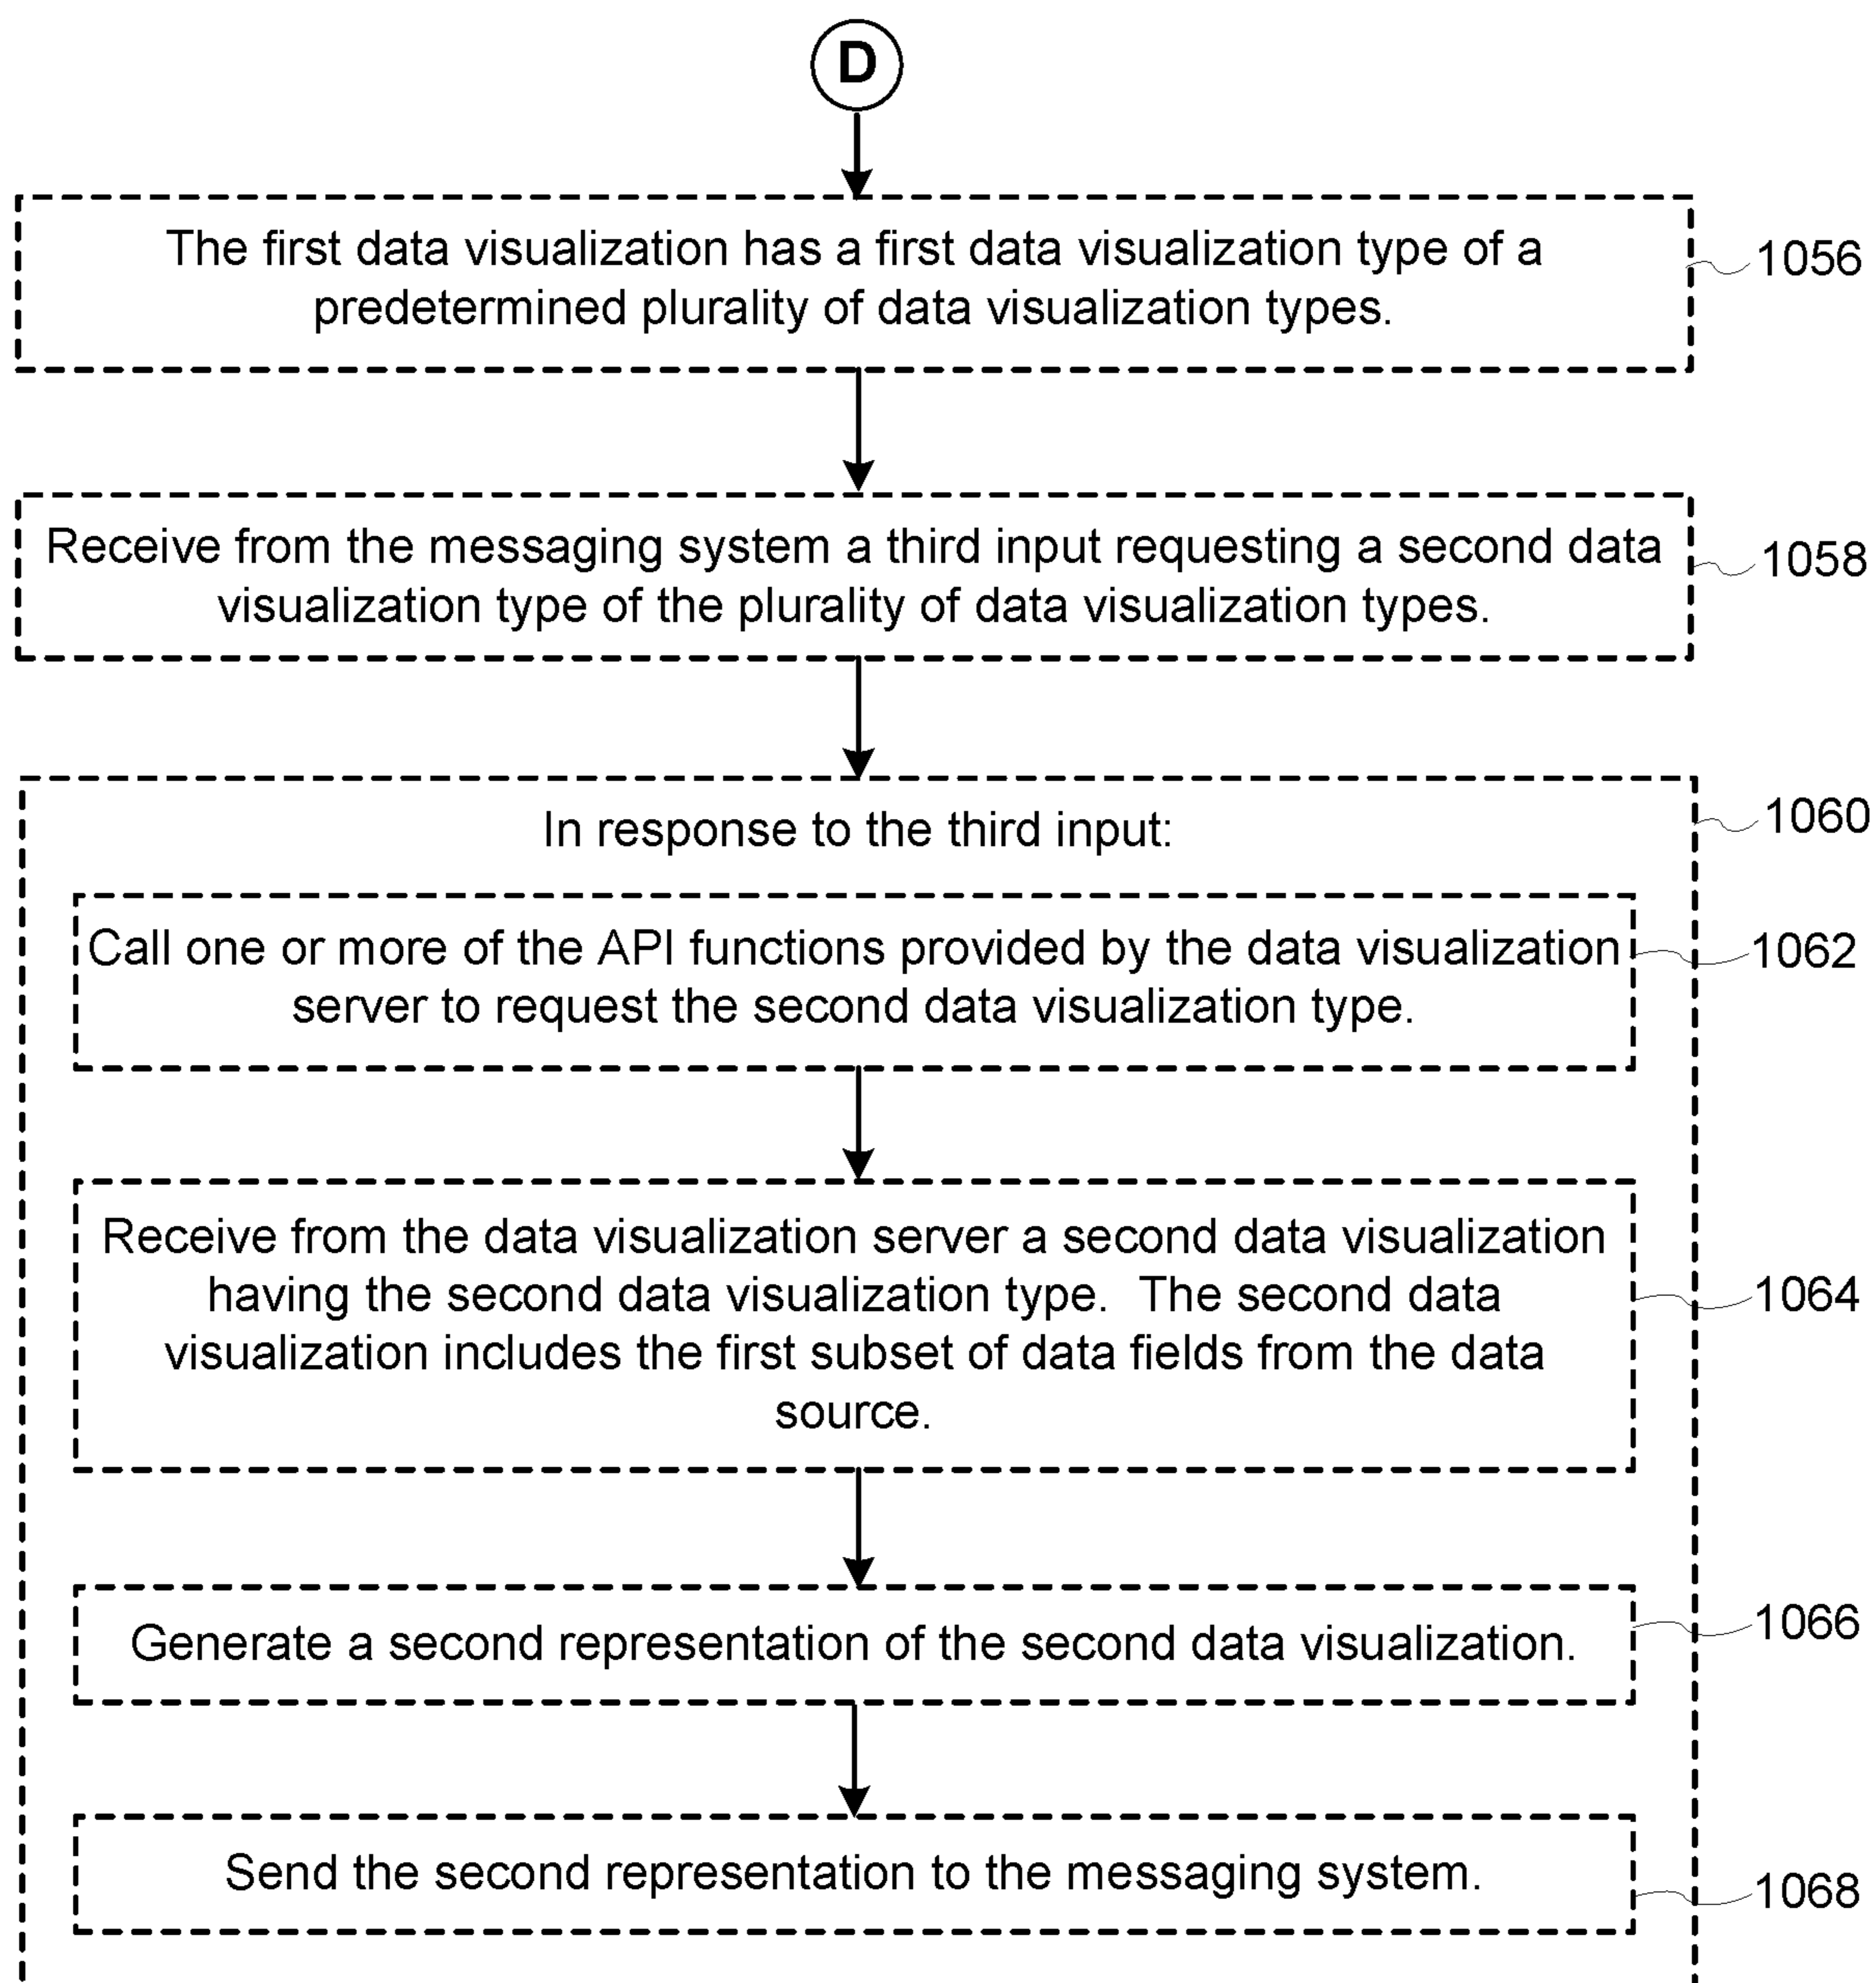 D
The first data visualization has a first data visualization type of a
predetermined plurality of data visualization types.
1056
Receive from the messaging system a third input requesting a second data
visualization type of the plurality of data visualization types.
1058
In response to the third input:
1060
Call one or more of the API functions provided by the data visualization
server to request the second data visualization type.
1062
Receive from the data visualization server a second data visualization
having the second data visualization type. The second data
visualization includes the first subset of data fields from the data
source.
1064
Generate a second representation of the second data visualization.
1066
Send the second representation to the messaging system.
1068